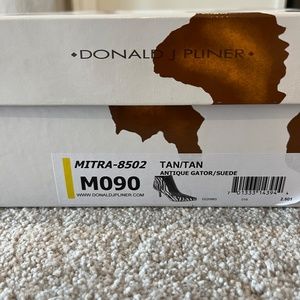 ◆DONALD J PLINER◆
MITRA-8502 TAN/TAN
ANTIQUE GATOR/SUEDE
M090
WWW.DONALDJPLINER.COM